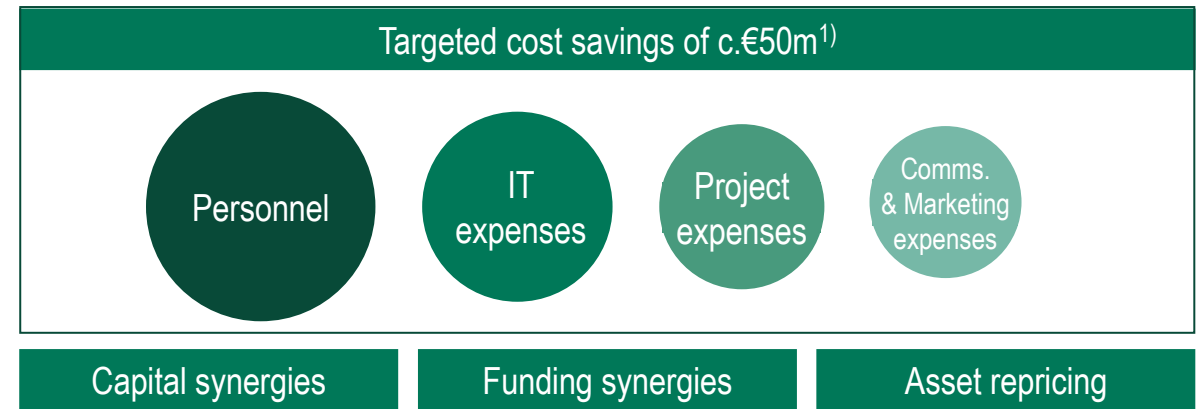 Targeted cost savings of c.€50m1)
Personnel
IT
expenses
Project
expenses
Comms.
& Marketing
expenses
Capital synergies
Funding synergies
Asset repricing